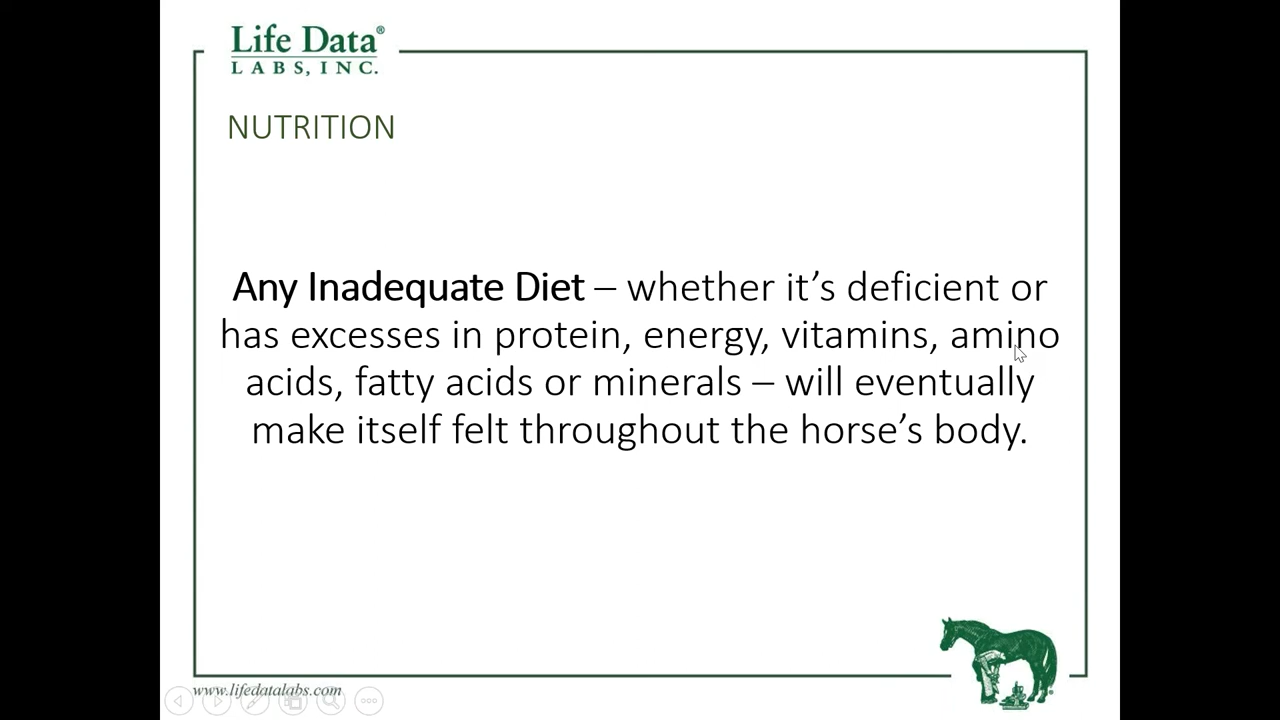 Life Data®
LABS, INC.
NUTRITION
Any Inadequate Diet – whether it’s deficient or
has excesses in protein, energy, vitamins, amino
acids, fatty acids or minerals – will eventually
make itself felt throughout the horse’s body.
www.lifedatalabs.com